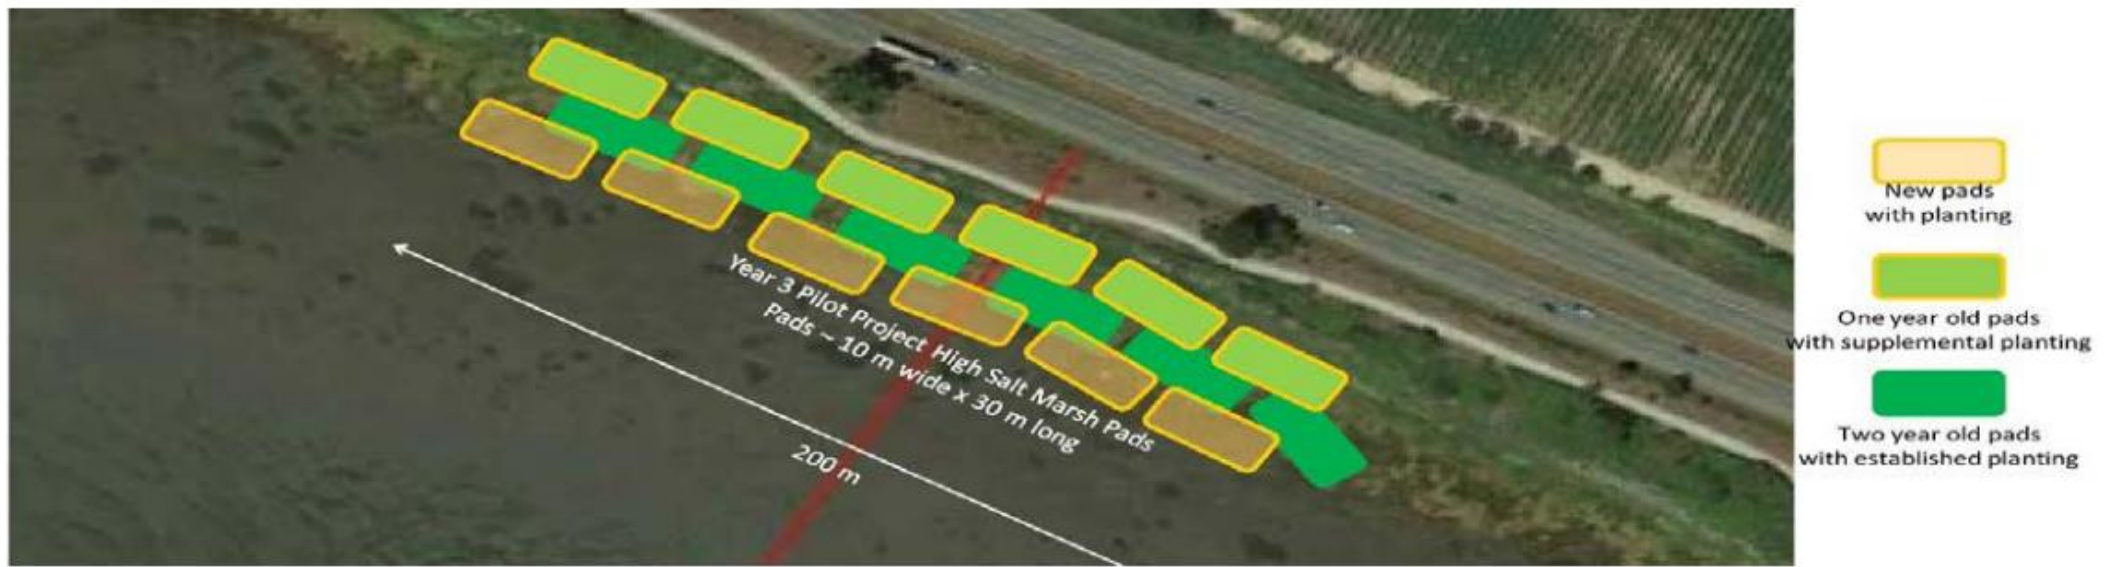 Year 3 Pilot Project High Salt Marsh Pads
Pads ~ 10 m wide x 30 m long
200 m
New pads
with planting
One year old pads
with supplemental planting
Two year old pads
with established planting